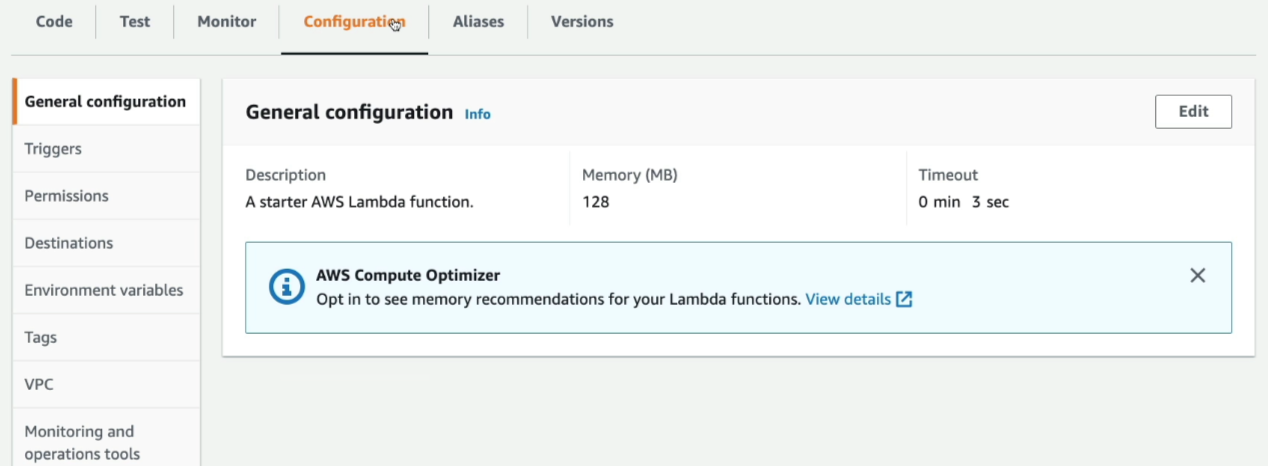 Code Test Monitor Configuration Aliases Versions
General configuration
Triggers
Permissions
Destinations
Environment variables
Tags
VPC
Monitoring and
operations tools
General configuration Info
Edit
Description
A starter AWS Lambda function.
Memory (MB)
128
Timeout
0 min 3 sec
AWS Compute Optimizer
Opt in to see memory recommendations for your Lambda functions. View details